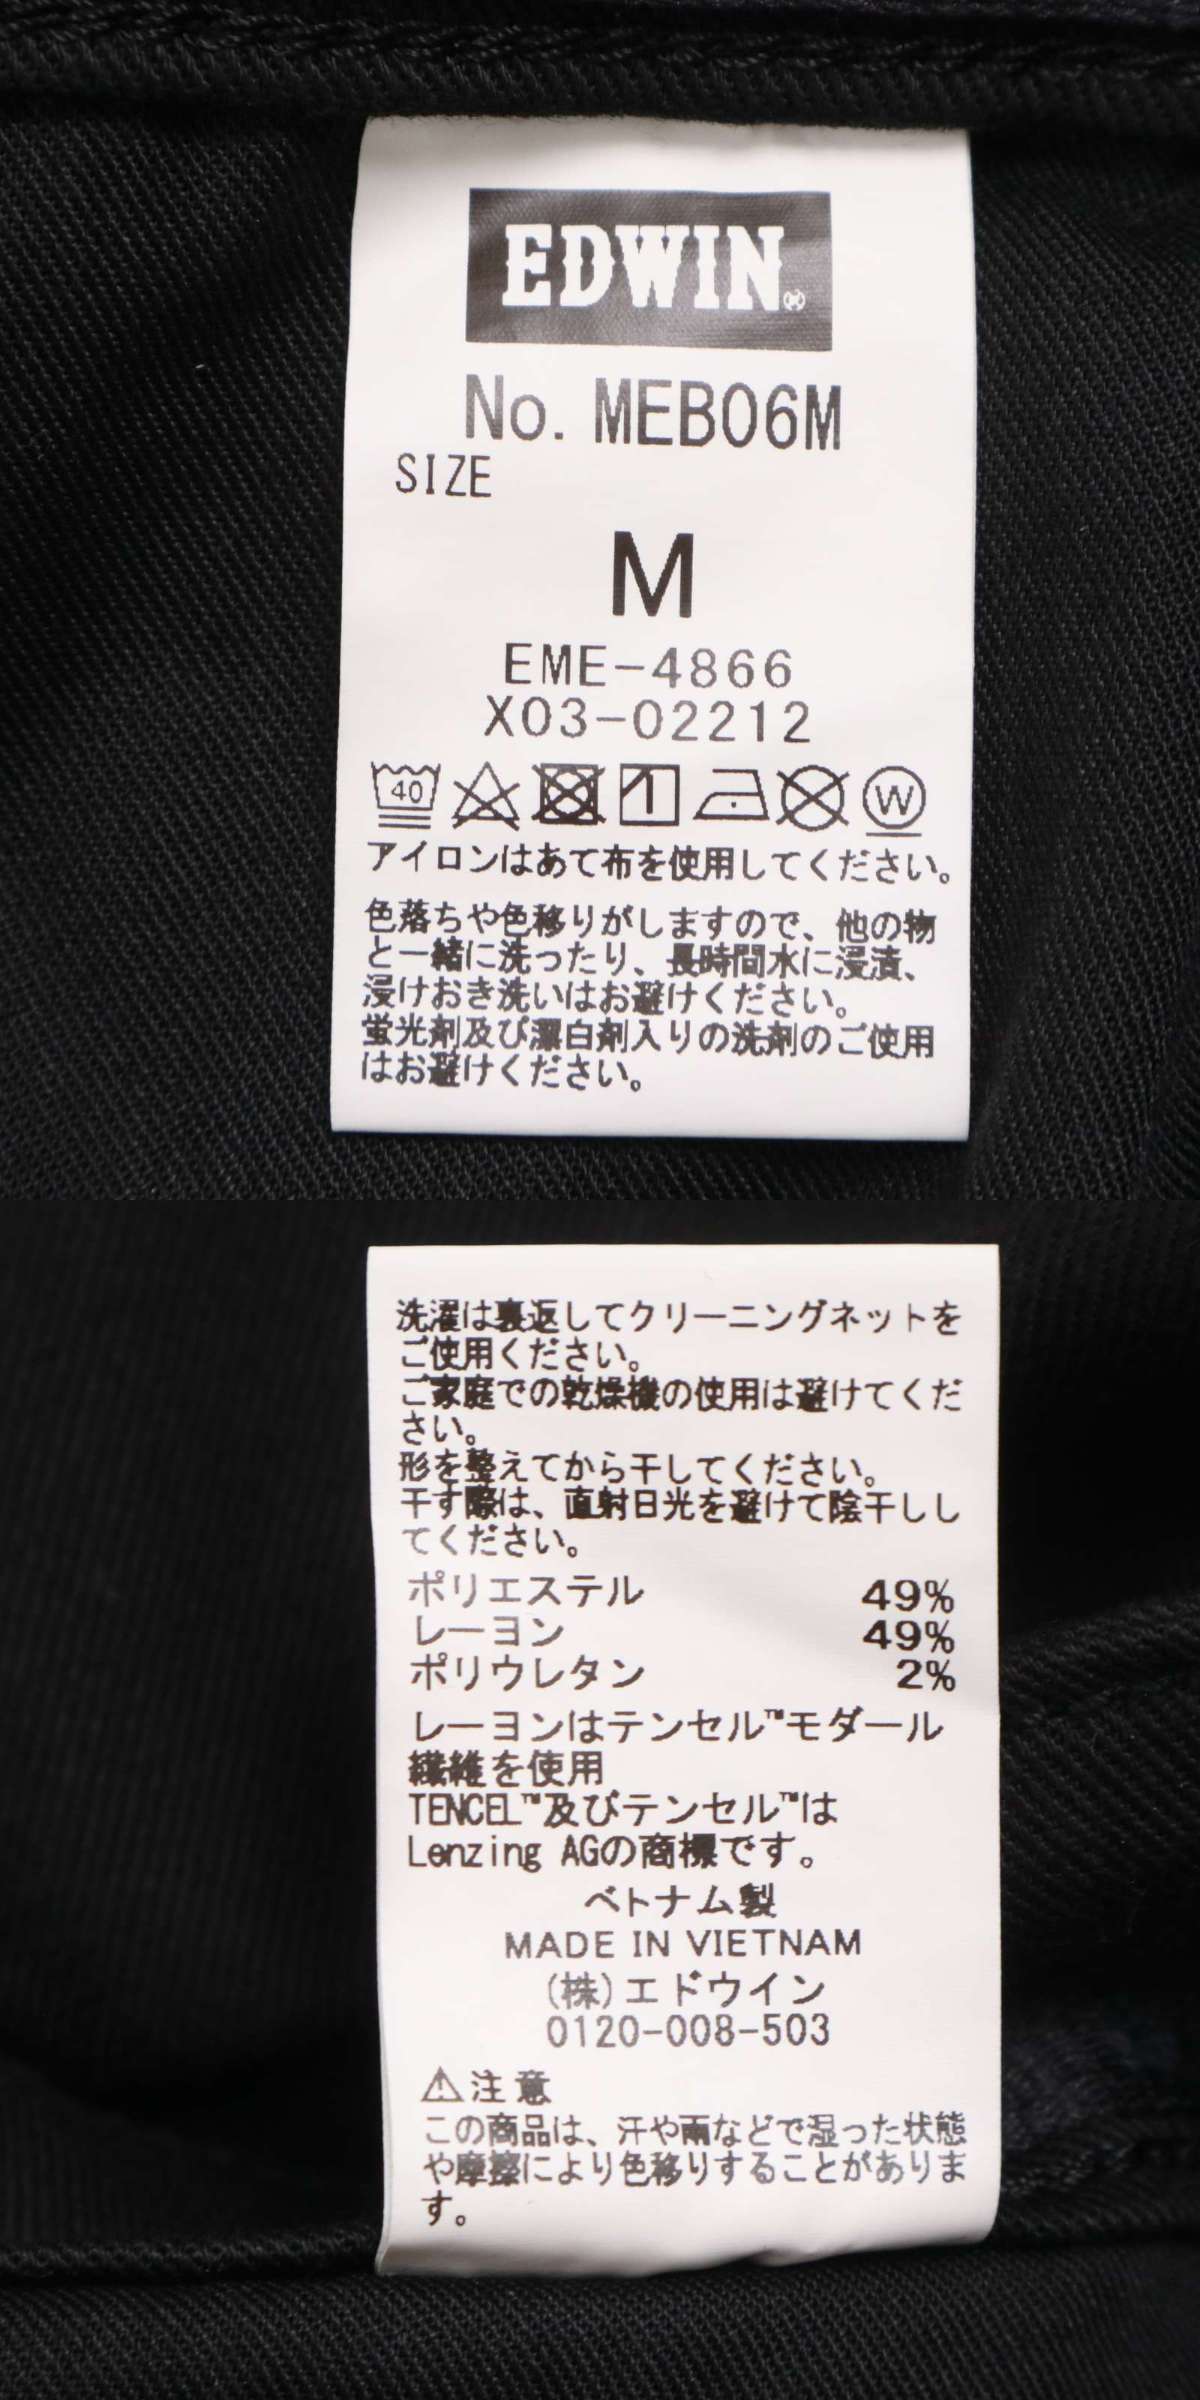 EDWIN®
No. MEB06M
SIZE
M
EME-4866
X03-02212
40
W
アイロンはあて布を使用してください。
色落ちや色移りがしますので、他の物
と一緒に洗ったり、長時間水に浸漬、
浸けおき洗いはお避けください。
蛍光剤及び漂白剤入りの洗剤のご使用
はお避けください。
洗濯は裏返してクリーニングネットを
ご使用ください。
ご家庭での乾燥機の使用は避けてくだ
さい。
形を整えてから干してください。
干す際は、直射日光を避けて陰干しし
てください。
ポリエステル 49%
レーヨン 49%
ポリウレタン 2%
レーヨンはテンセル™モダール
繊維を使用
TENCEL™及びテンセル™は
Lenzing AGの商標です。
ベトナム製
MADE IN VIETNAM
(株)エドウイン
0120-008-503
⚠注意
この商品は、汗や雨などで湿った状態
や摩擦により色移りすることがありま
す。